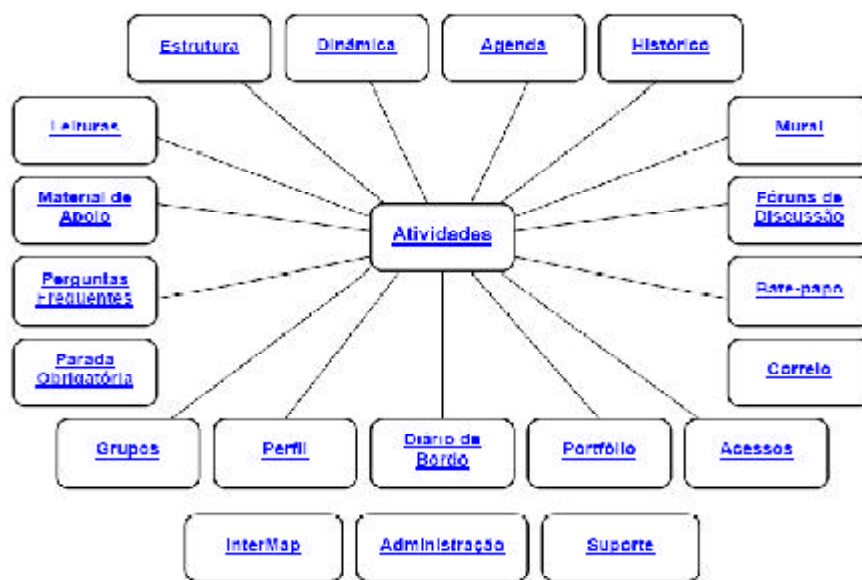 Estrutura
Dinâmica
Agenda
Histórico
Leituras
Mural
Material de
Apoio
Fóruns de
Discussão
Atividades
Perguntas
Frequentes
Bate-papo
Parada
Obrigatória
Correio
Grupos
Perfil
Diário de
Bordo
Portfólio
Acessos
InterMap
Administração
Suporte